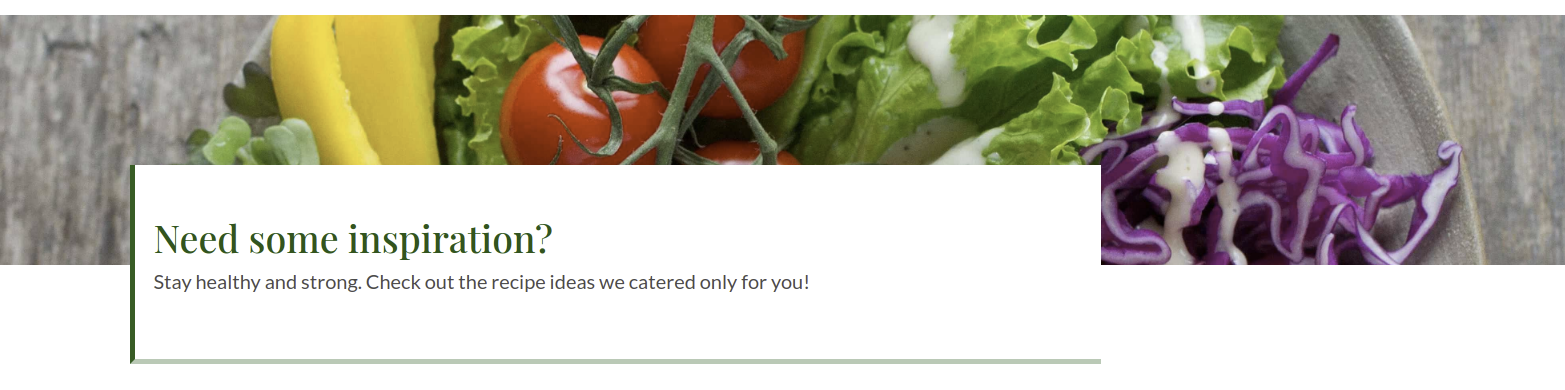 Need some inspiration?
Stay healthy and strong. Check out the recipe ideas we catered only for you!